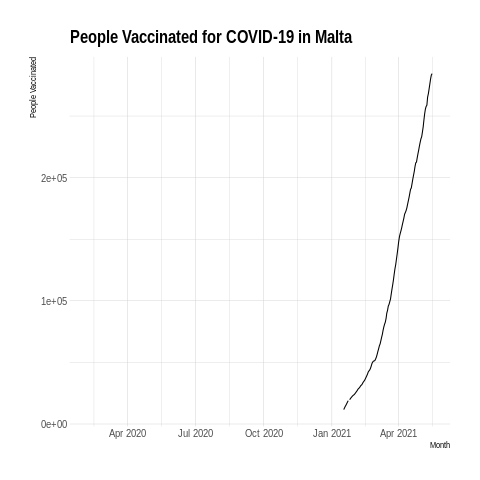 People Vaccinated for COVID-19 in Malta
People Vaccinated
2e+05
1e+05
0e+00
Apr 2020 Jul 2020 Oct 2020 Jan 2021 Apr 2021
Month